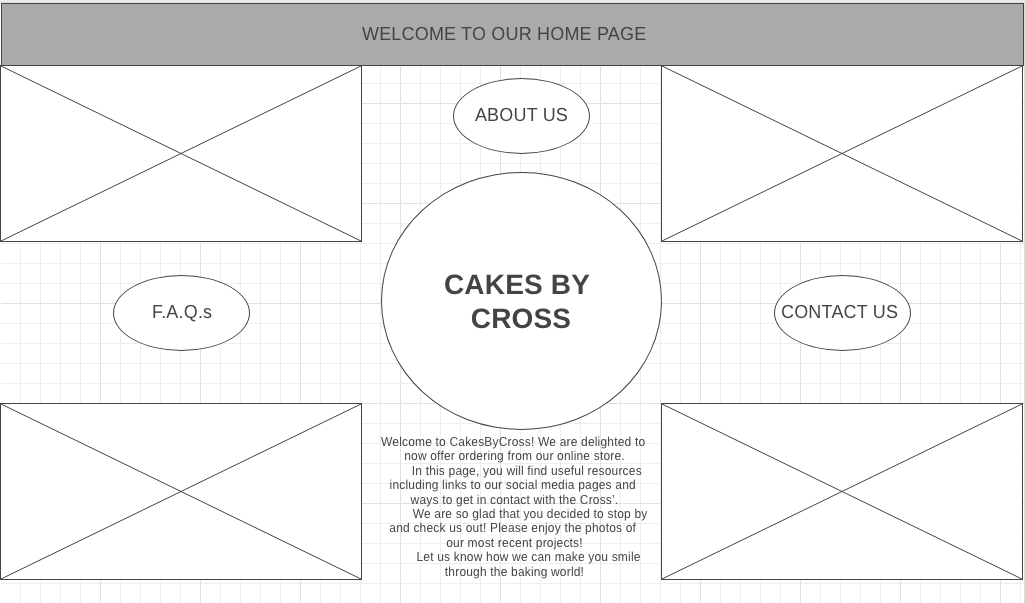 WELCOME TO OUR HOME PAGE
ABOUT US
CAKES BY
CROSS
F.A.Q.s
CONTACT US
Welcome to CakesByCross! We are delighted to
now offer ordering from our online store.
In this page, you will find useful resources
including links to our social media pages and
ways to get in contact with the Cross'.
We are so glad that you decided to stop by
and check us out! Please enjoy the photos of
our most recent projects!
Let us know how we can make you smile
through the baking world!